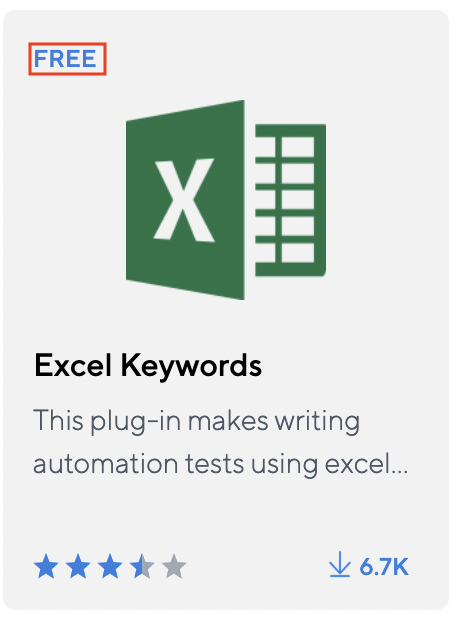 FREE
X
Excel Keywords
This plug-in makes writing
automation tests using excel...
6.7K